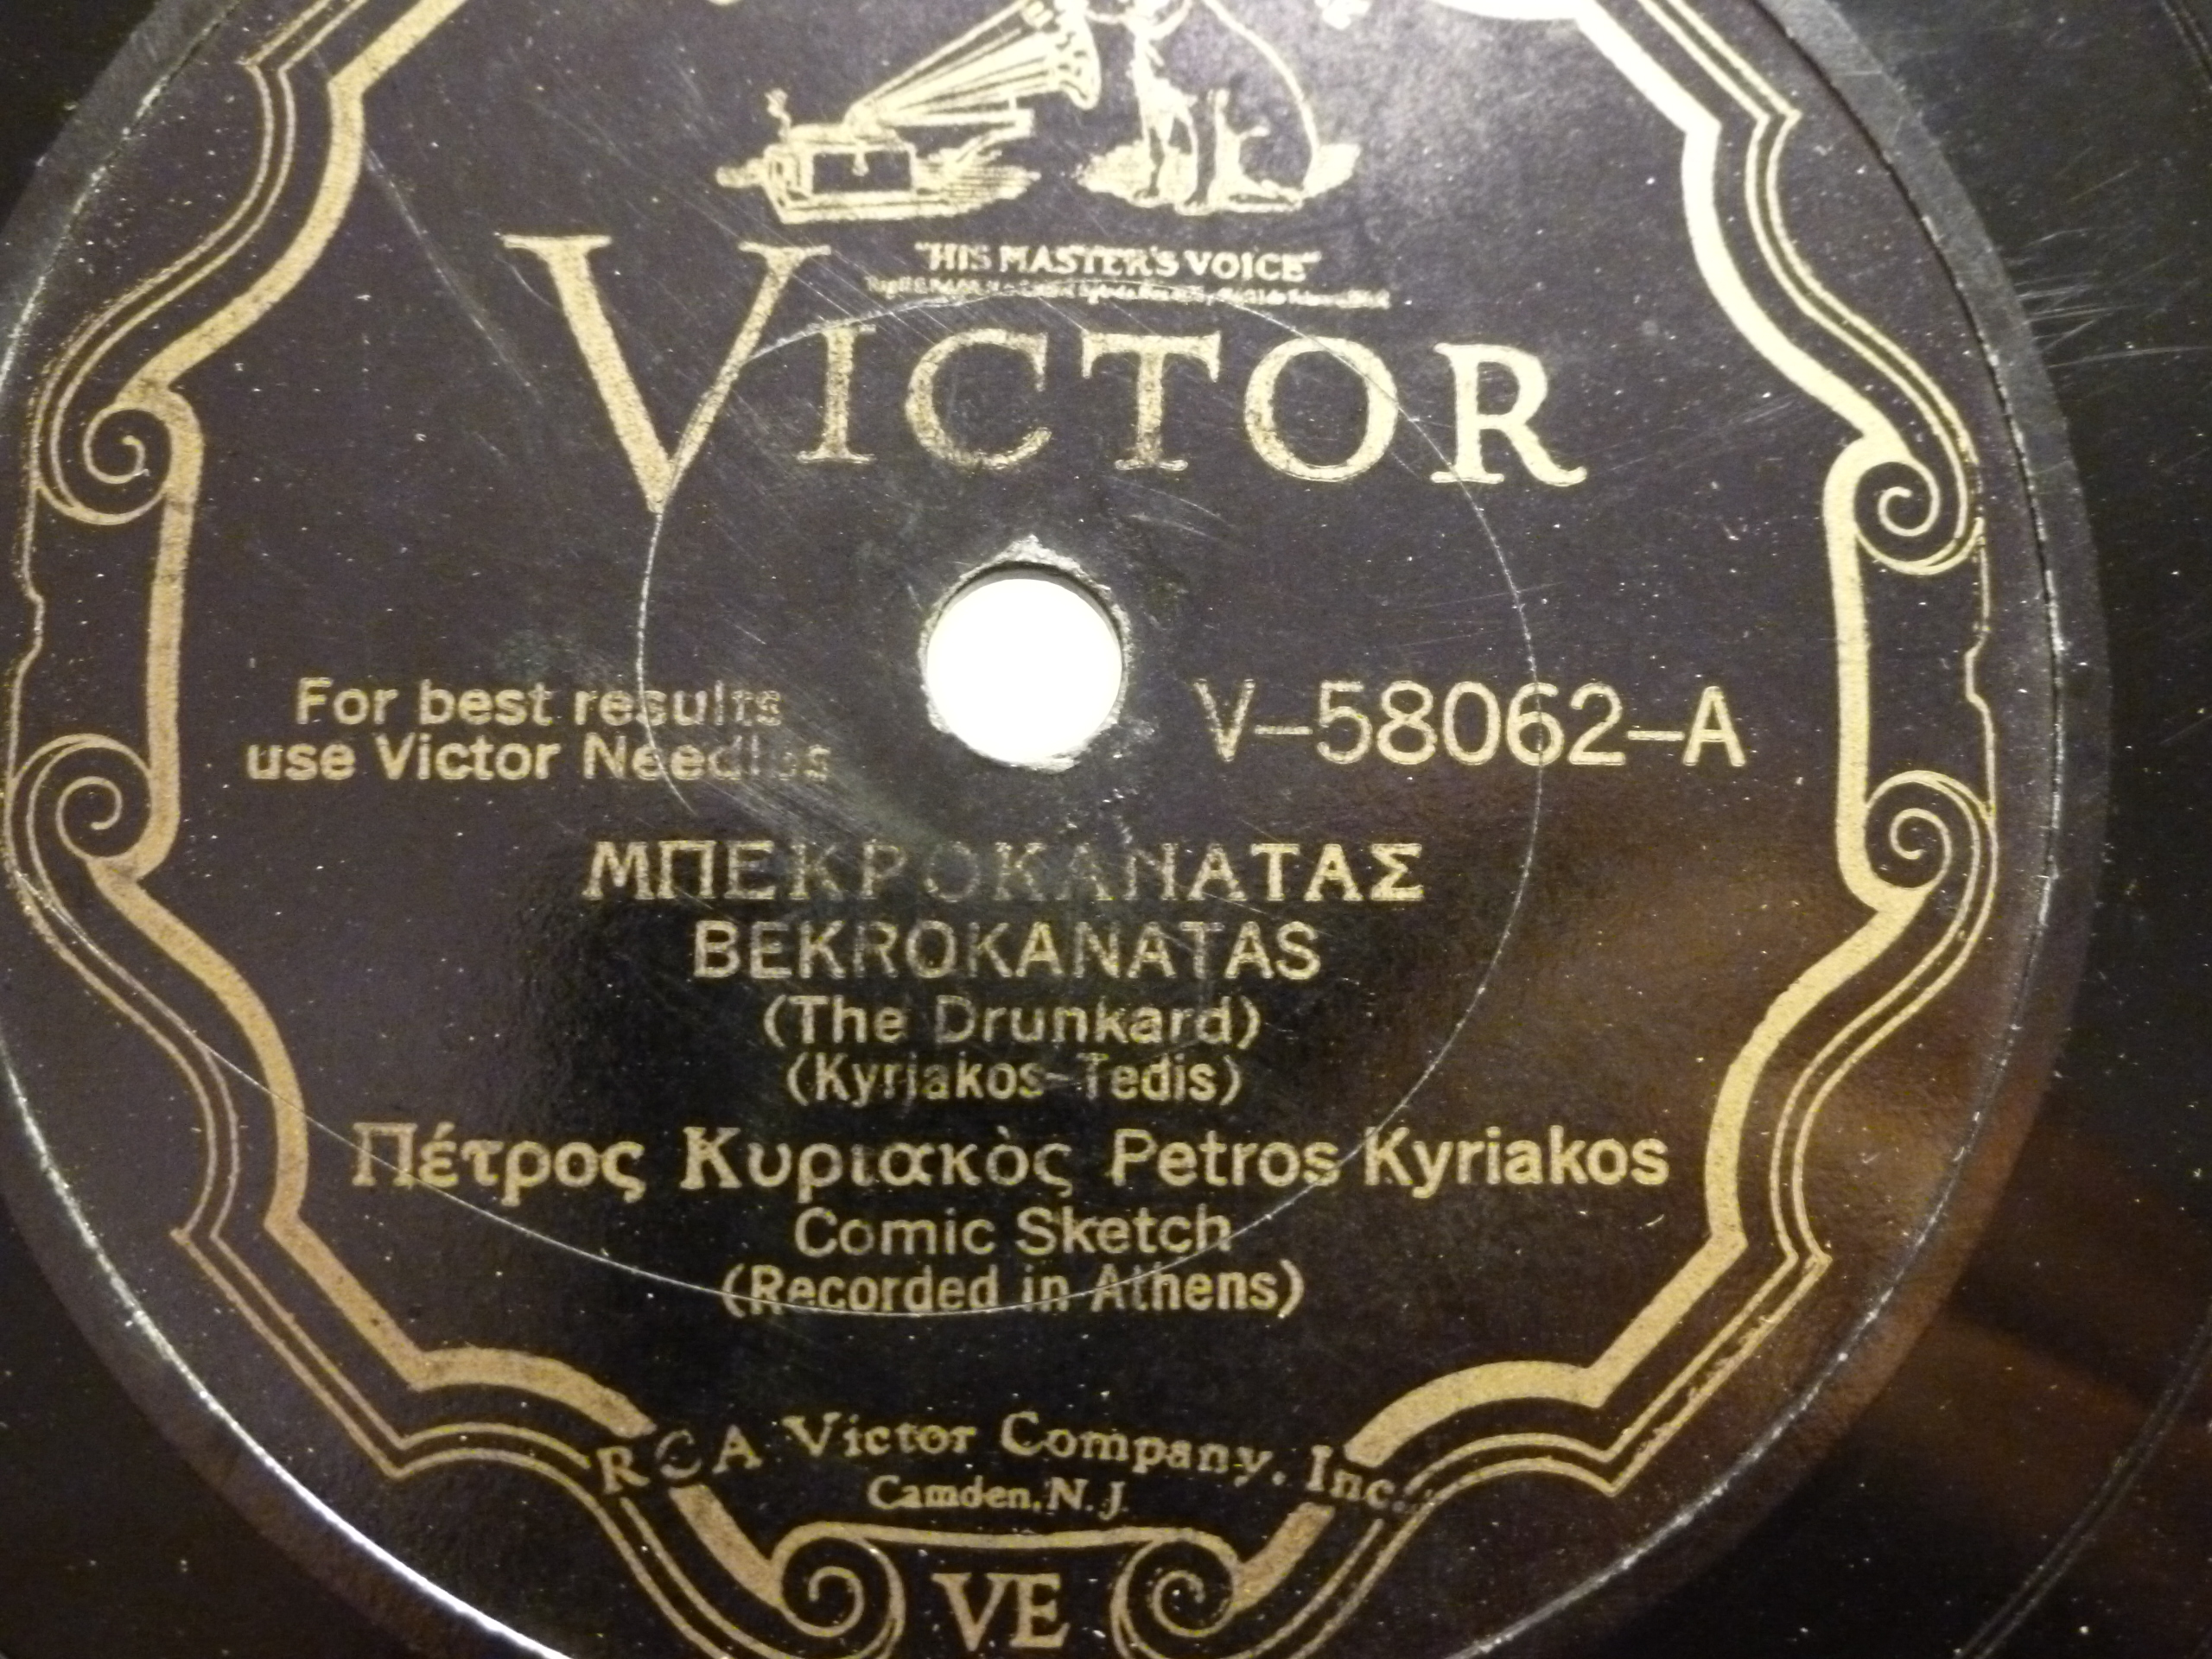 "HIS MASTER'S VOICE"
VICTOR
For best results
use Victor Needles
V–58062–A
ΜΠΕΚΡΟΚΑΝΑΤΑΣ
BEKROKANATAS
(The Drunkard)
(Kyriakos–Tedis)
Πέτρος Κυριακὸς Petros Kyriakos
Comic Sketch
(Recorded in Athens)
RCA Victor Company, Inc.
Camden, N. J.
VE